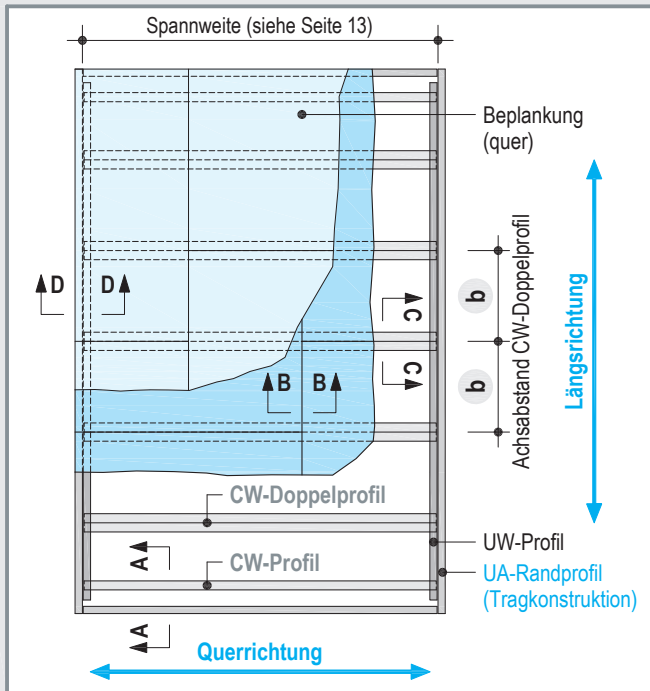 Spannweite (siehe Seite 13)
Beplankung
(quer)
D
D
C
C
b
b
Achsabstand CW-Doppelprofil
Längsrichtung
B
B
CW-Doppelprofil
A
CW-Profil
UW-Profil
UA-Randprofil
(Tragkonstruktion)
A
Querrichtung